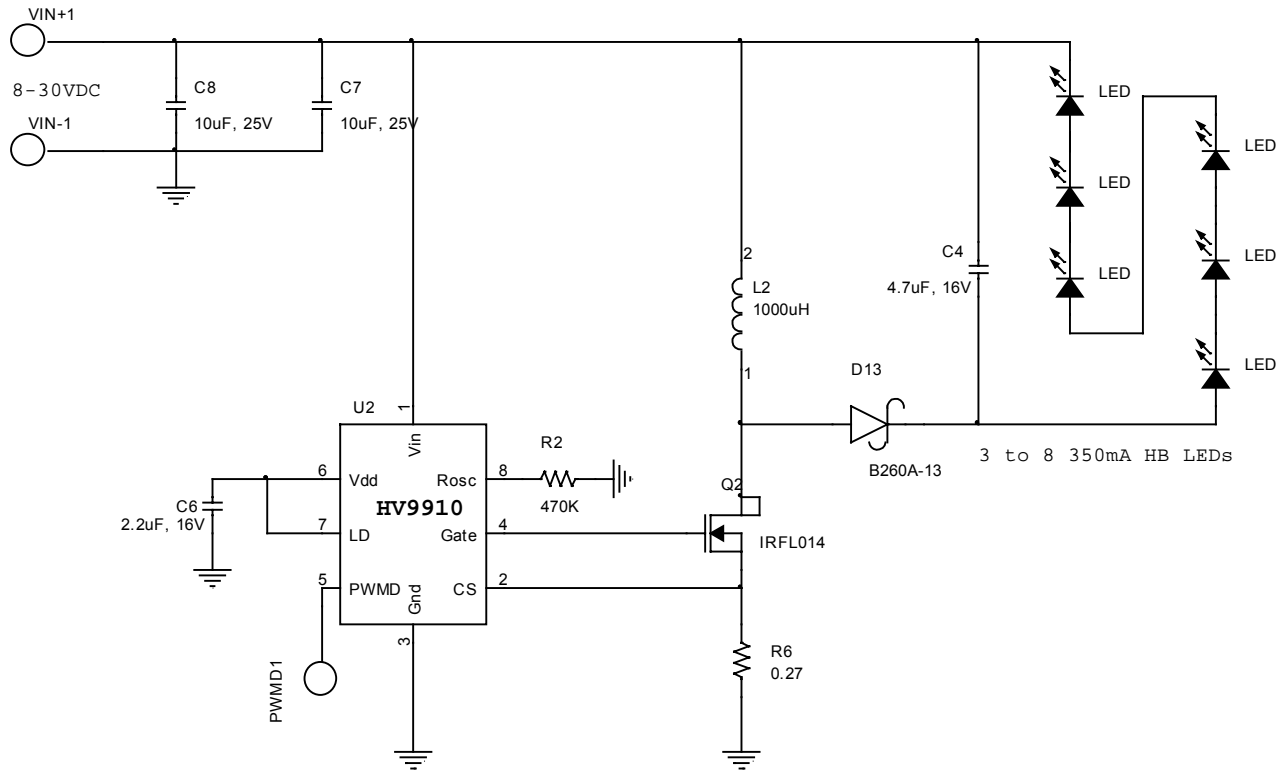 VIN+1
8-30VDC
VIN-1
C8
10uF, 25V
C7
10uF, 25V
LED
LED
LED
LED
LED
LED
2
L2
1000uH
1
C4
4.7uF, 16V
D13
B260A-13
3 to 8 350mA HB LEDs
U2
1
Vin
6
Vdd
Rosc
8
R2
470K
HV9910
C6
2.2uF, 16V
7
LD
Gate
4
Q2
IRFL014
5
PWMD
Gnd
CS
2
3
PWMD1
R6
0.27